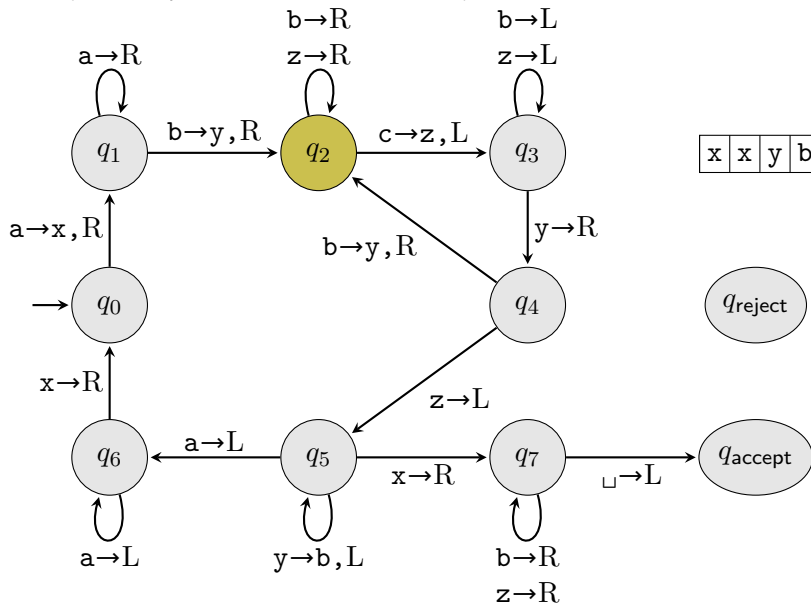 b→R b→L
a→R z→R z→L
q1 b→y,R q2 c→z,L q3 x x y b
a→x,R b→y,R y→R
q0 q4 qreject
x→R z→L
q6 a→L q5 x→R q7 ␣→L qaccept
a→L y→b,L b→R
z→R